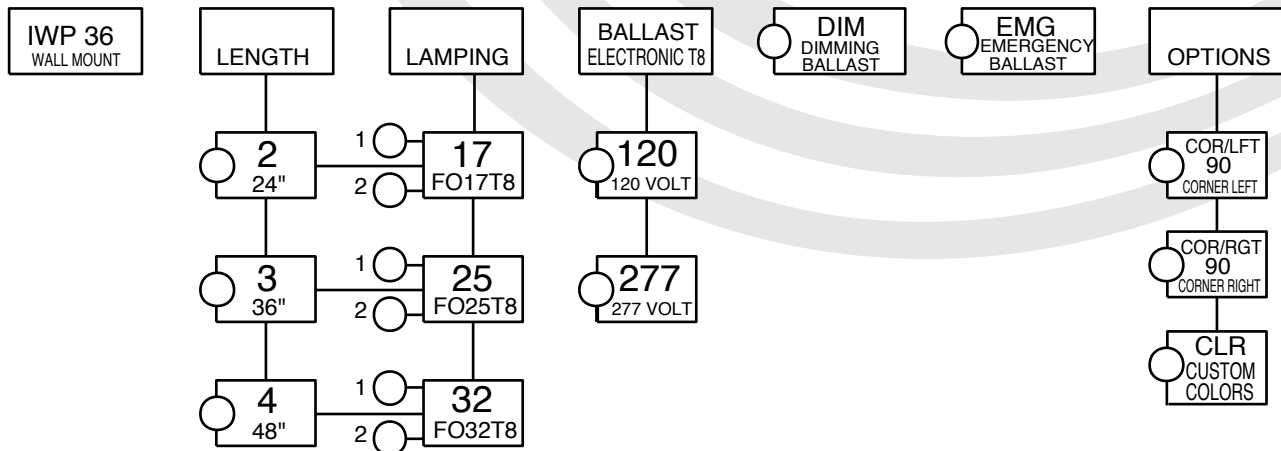 IWP 36
WALL MOUNT
LENGTH
LAMPING
BALLAST
ELECTRONIC T8
DIM
DIMMING
BALLAST
EMG
EMERGENCY
BALLAST
OPTIONS
2
24"
1
2
17
FO17T8
120
120 VOLT
COR/LFT
90
CORNER LEFT
3
36"
1
2
25
FO25T8
277
277 VOLT
COR/RGT
90
CORNER RIGHT
4
48"
1
2
32
FO32T8
CLR
CUSTOM
COLORS